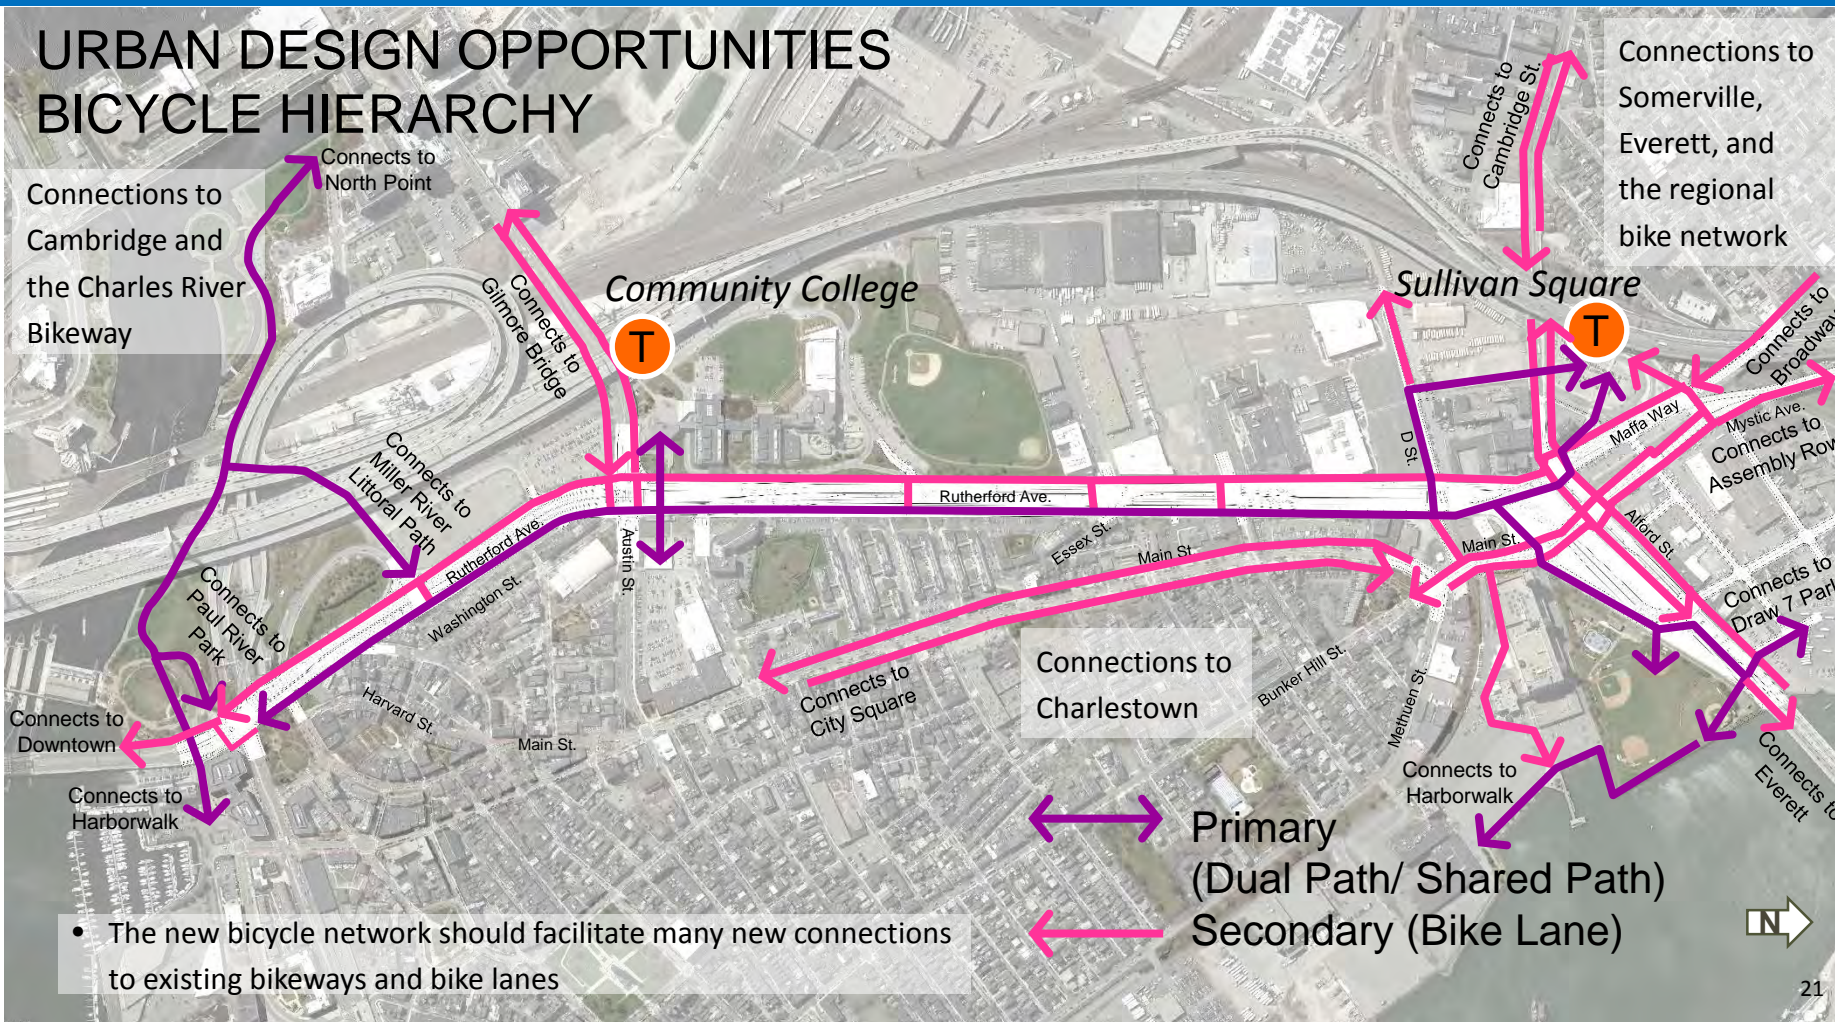 URBAN DESIGN OPPORTUNITIES
BICYCLE HIERARCHY
Connections to
Cambridge and
the Charles River
Bikeway
Connects to
North Point
Connects to
Gilmore Bridge
Community College
T
Connects to
Cambridge St.
Connections to
Somerville,
Everett, and
the regional
bike network
Sullivan Square
T
Connects to
Broadway
Maffa Way
Mystic Ave.
Connects to
Assembly Row
D St.
Connects to
Miller River
Littoral Path
Rutherford Ave.
Rutherford Ave.
Washington St.
Austin St.
Essex St.
Main St.
Main St.
Alford St.
Connects to
Draw 7 Park
Connects to
Paul River
Park
Harvard St.
Main St.
Connects to
City Square
Connections to
Charlestown
Bunker Hill St.
Methuen St.
Connects to
Downtown
Connects to
Harborwalk
Connects to
Harborwalk
Connects to
Everett
Primary
(Dual Path/ Shared Path)
Secondary (Bike Lane)
N
• The new bicycle network should facilitate many new connections
to existing bikeways and bike lanes
21